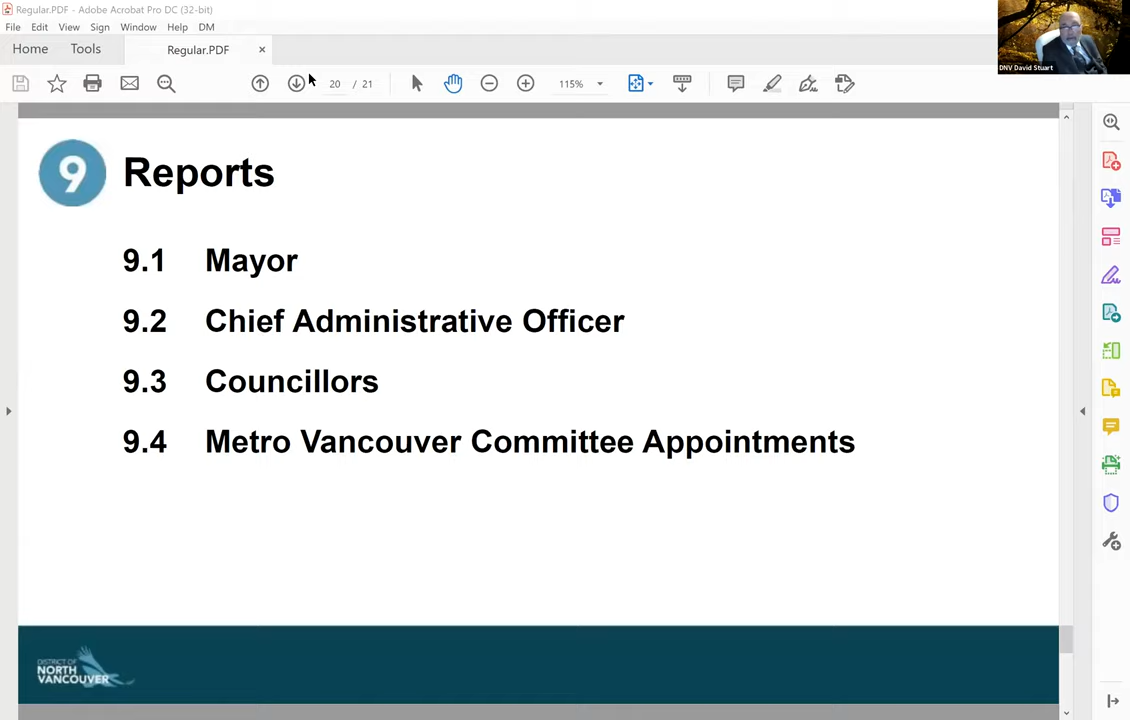 Regular.PDF - Adobe Acrobat Pro DC (32-bit)
File Edit View Sign Window Help DM
Home Tools Regular.PDF ×
20 / 21 115%
DNV David Stuart
9 Reports
9.1 Mayor
9.2 Chief Administrative Officer
9.3 Councillors
9.4 Metro Vancouver Committee Appointments
DISTRICT OF
NORTH
VANCOUVER